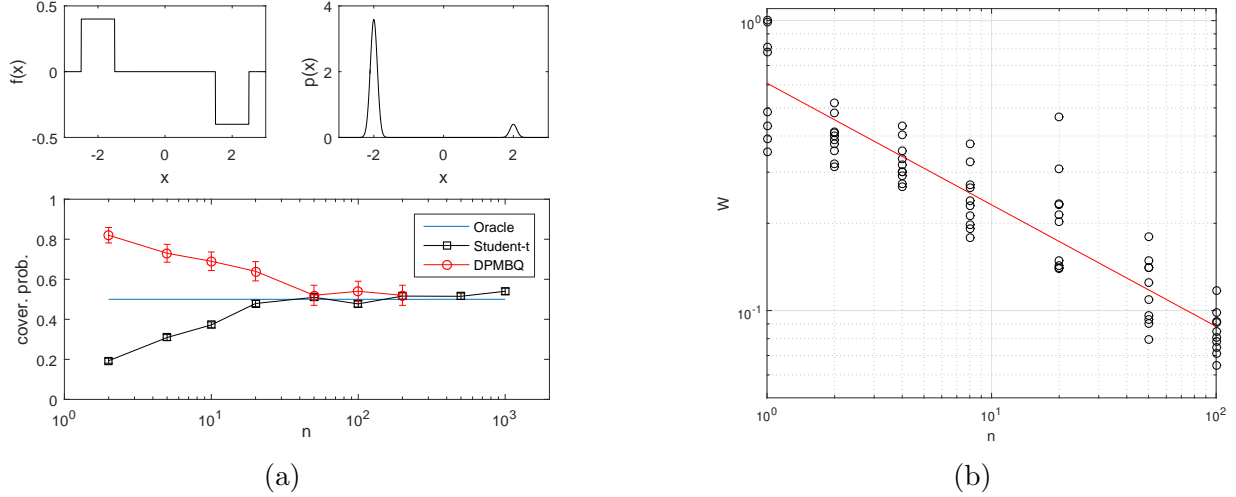 0.5
0
-0.5
f(x)
-2
0
2
x
4
2
0
p(x)
-2
0
2
x
1
0.8
0.6
0.4
0.2
0
cover. prob.
Oracle
Student-t
DPMBQ
10^0
10^1
10^2
10^3
n
(a)
10^0
10^-1
W
10^0
10^1
10^2
n
(b)